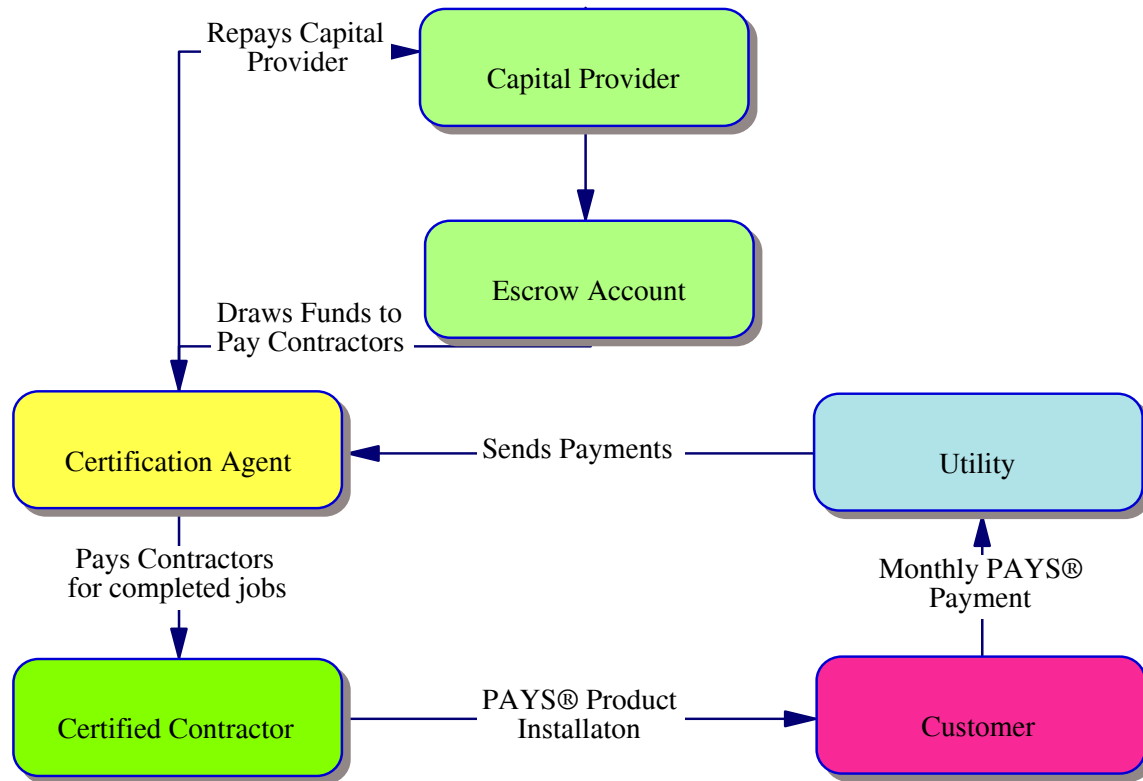 Repays Capital
Provider
Capital Provider
Escrow Account
Draws Funds to
Pay Contractors
Certification Agent
Sends Payments
Utility
Pays Contractors
for completed jobs
Monthly PAYS®
Payment
Certified Contractor
PAYS® Product
Installaton
Customer